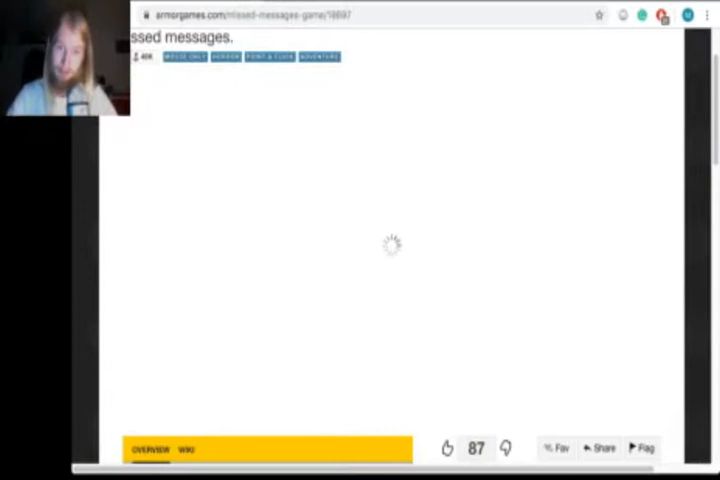 armorgames.com/missed-messages-game/18697
ssed messages.
46K MOUSE ONLY HORROR POINT & CLICK ADVENTURE
OVERVIEW WIKI 87 Fav Share Flag